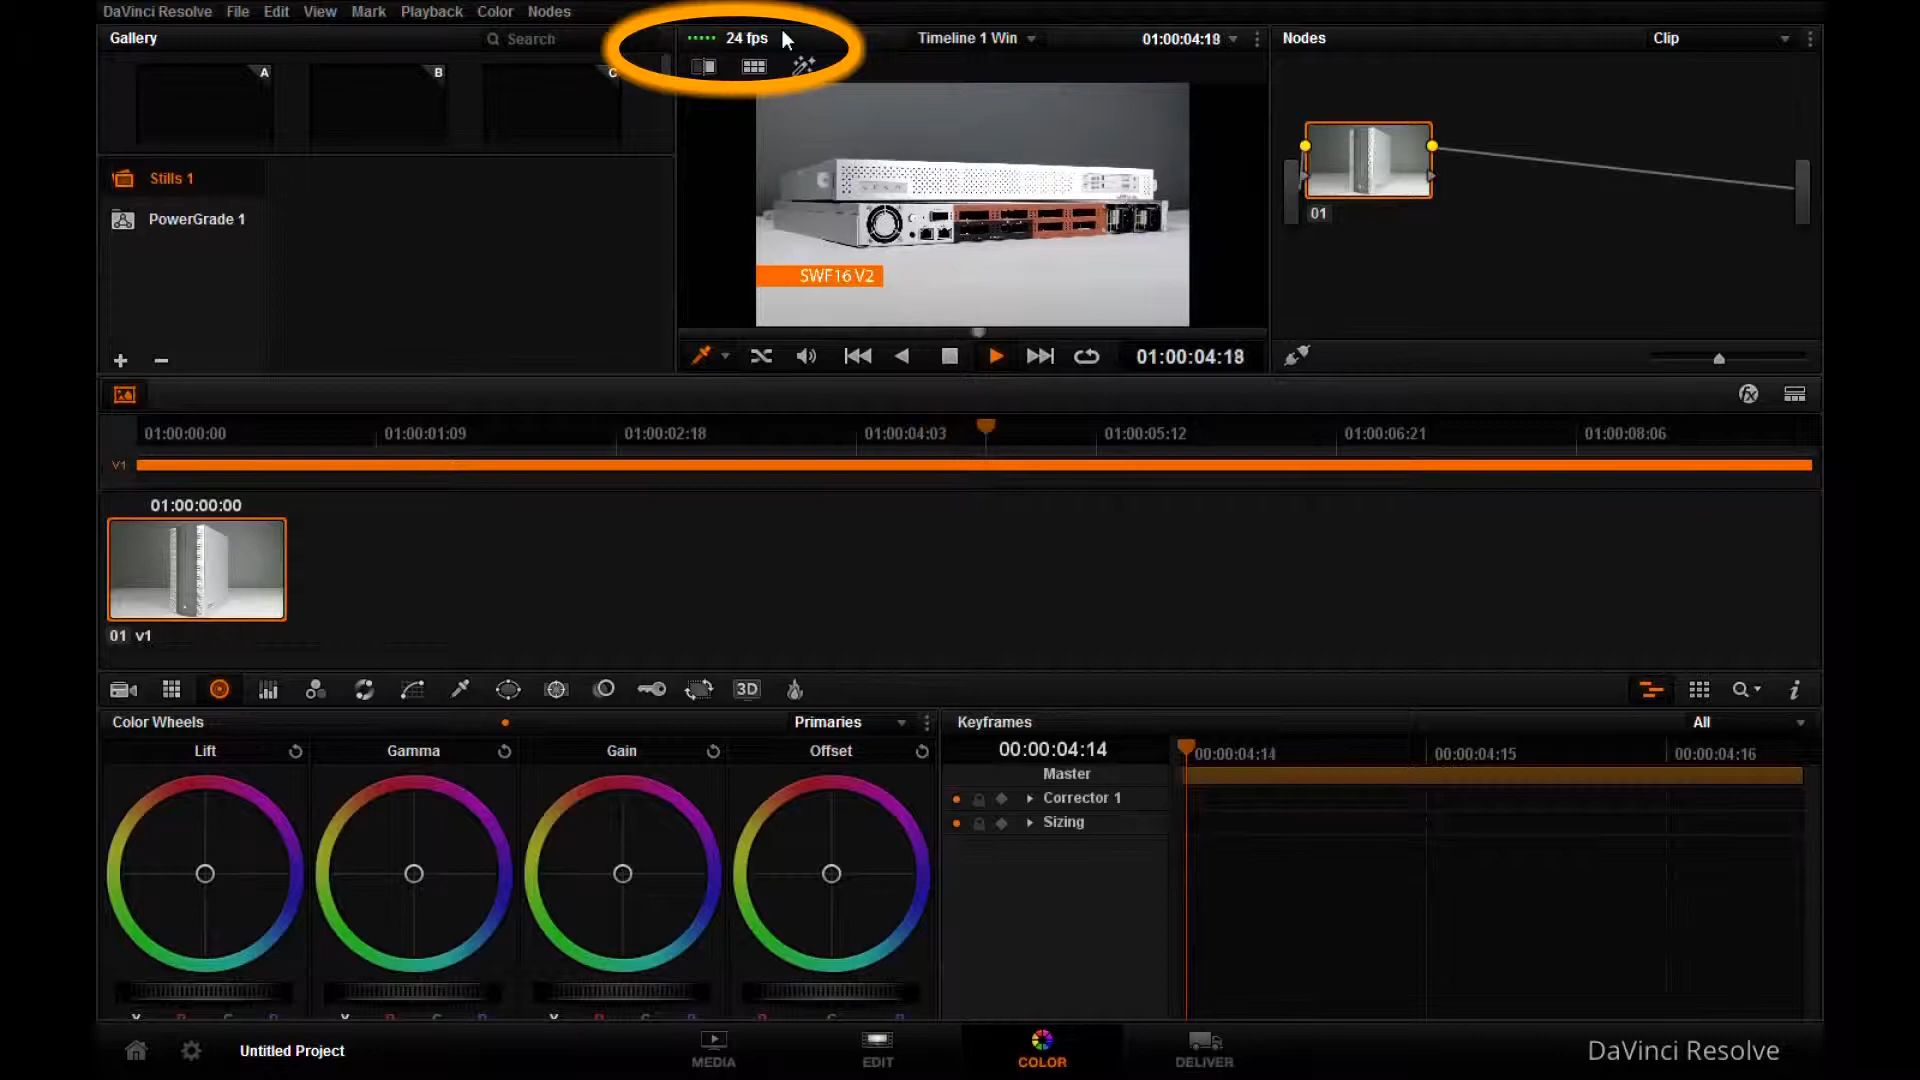 DaVinci Resolve File Edit View Mark Playback Color Nodes
Gallery
Search
24 fps
Timeline 1 Win
01:00:04:18
Nodes
Clip
A
B
C
Stills 1
PowerGrade 1
SWF16 V2
01
01:00:04:18
01:00:00:00 01:00:01:09 01:00:02:18 01:00:04:03 01:00:05:12 01:00:06:21 01:00:08:06
V1
01:00:00:00
01 v1
3D
Color Wheels
Primaries
Keyframes
All
Lift
Gamma
Gain
Offset
00:00:04:14
00:00:04:14 00:00:04:15 00:00:04:16
Master
Corrector 1
Sizing
Untitled Project
MEDIA
EDIT
COLOR
DELIVER
DaVinci Resolve